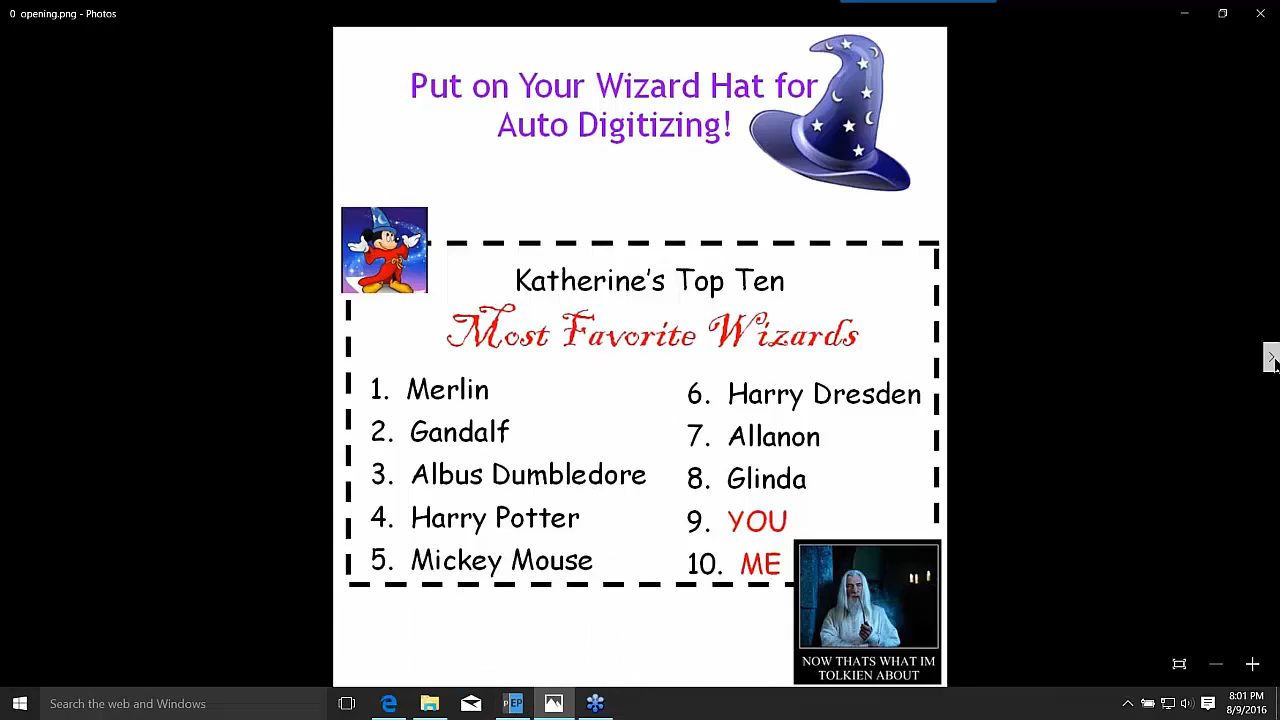 0 opening.png - Photos
Put on Your Wizard Hat for
Auto Digitizing!
Katherine's Top Ten
Most Favorite Wizards
1. Merlin
2. Gandalf
3. Albus Dumbledore
4. Harry Potter
5. Mickey Mouse
6. Harry Dresden
7. Allanon
8. Glinda
9. YOU
10. ME
NOW THATS WHAT IM
TOLKIEN ABOUT
Search the web and Windows
pEP
8:01 PM
8/9/2016